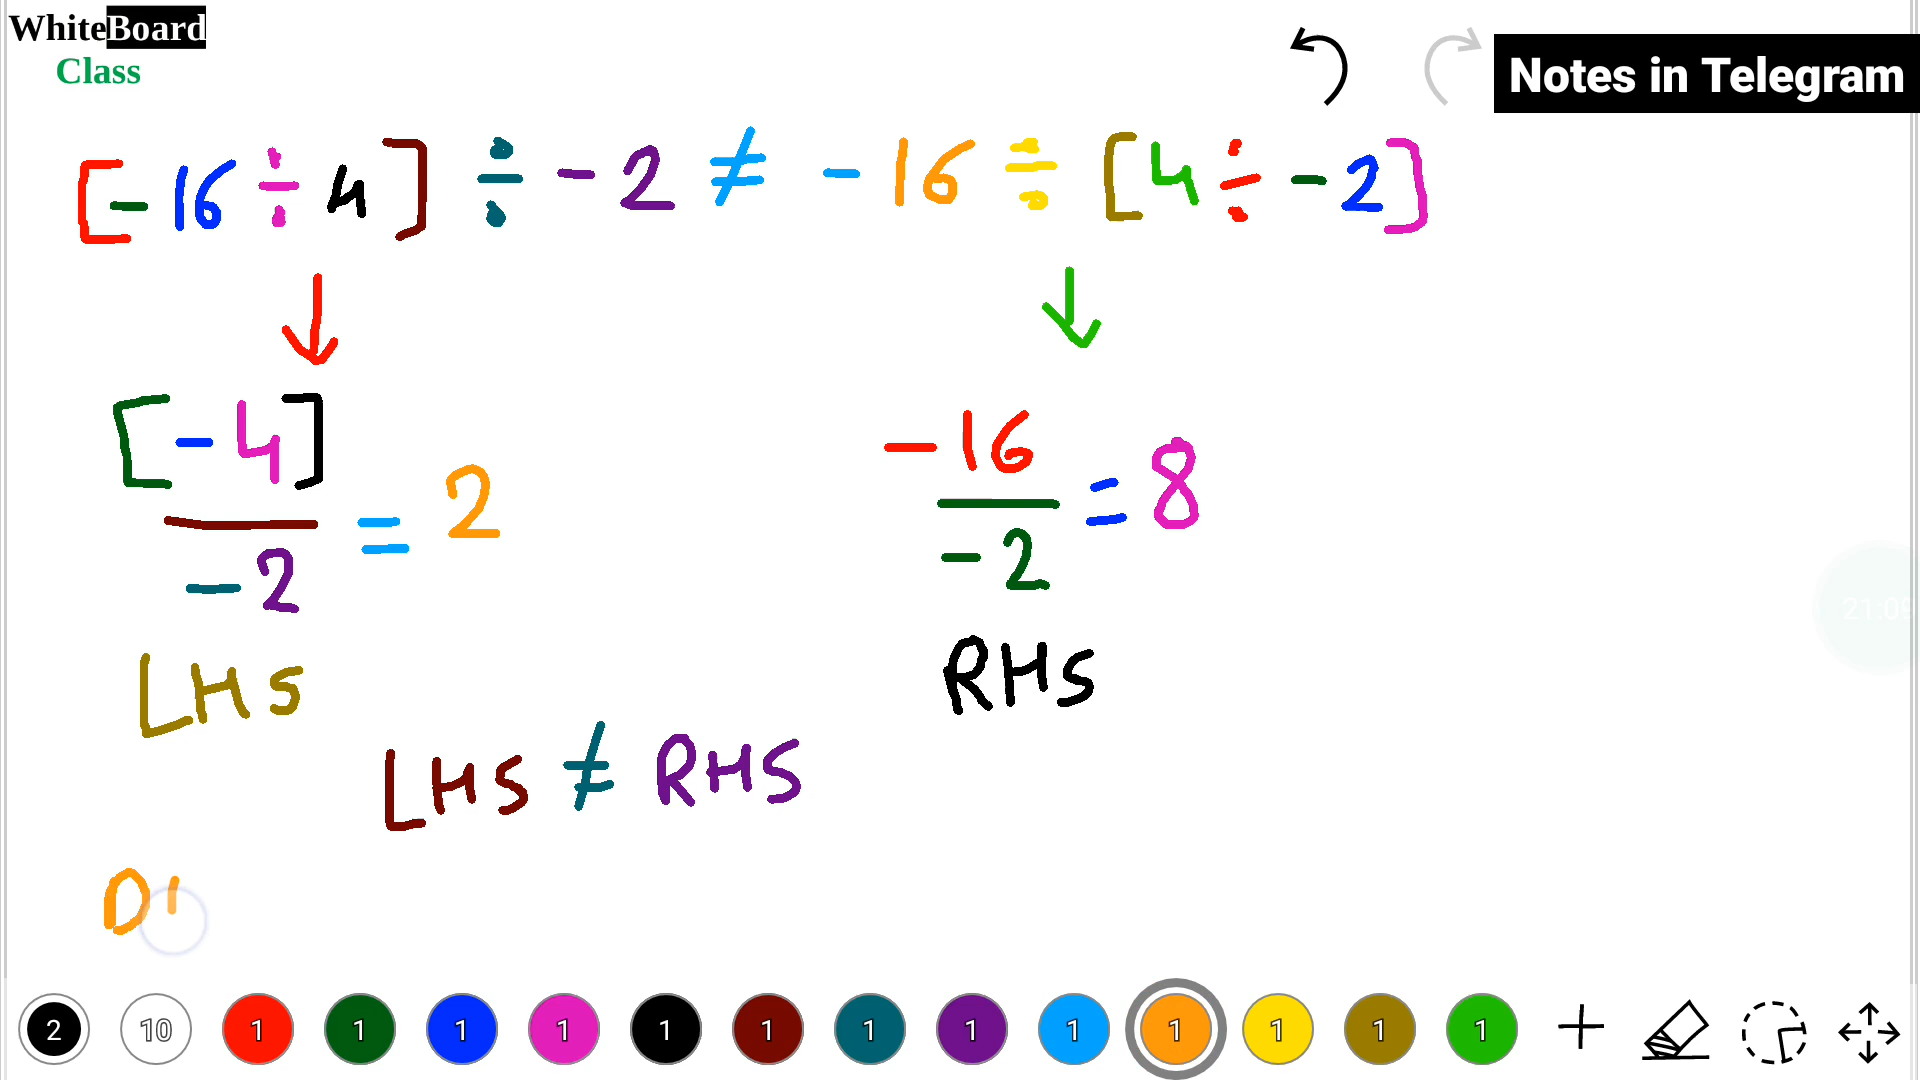 WhiteBoard
Class
Notes in Telegram
[-16 ÷ 4] ÷ -2 ≠ -16 ÷ [4 ÷ -2]
[-4]
-2
= 2
-16
-2
= 8
LHS
RHS
LHS ≠ RHS
DI
2 10 1 1 1 1 1 1 1 1 1 1 1 1 1